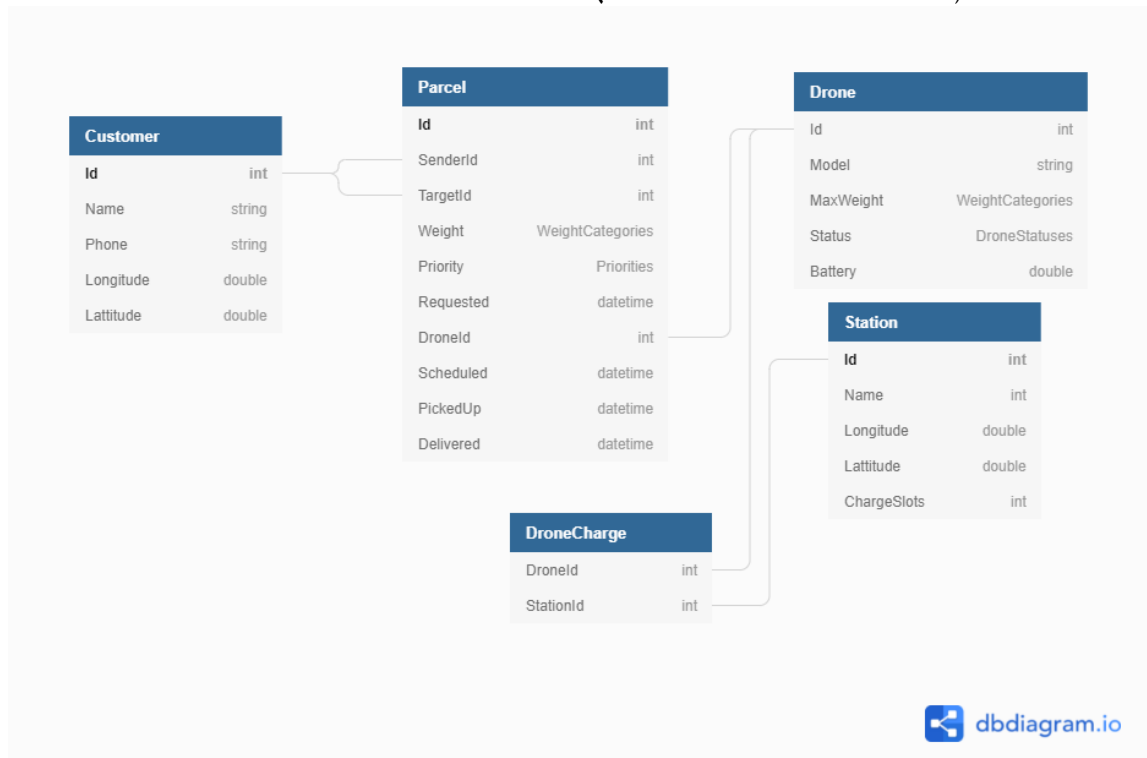 Customer
Id int
Name string
Phone string
Longitude double
Lattitude double
Parcel
Id int
SenderId int
TargetId int
Weight WeightCategories
Priority Priorities
Requested datetime
DroneId int
Scheduled datetime
PickedUp datetime
Delivered datetime
Drone
Id int
Model string
MaxWeight WeightCategories
Status DroneStatuses
Battery double
Station
Id int
Name int
Longitude double
Lattitude double
ChargeSlots int
DroneCharge
DroneId int
StationId int
dbdiagram.io